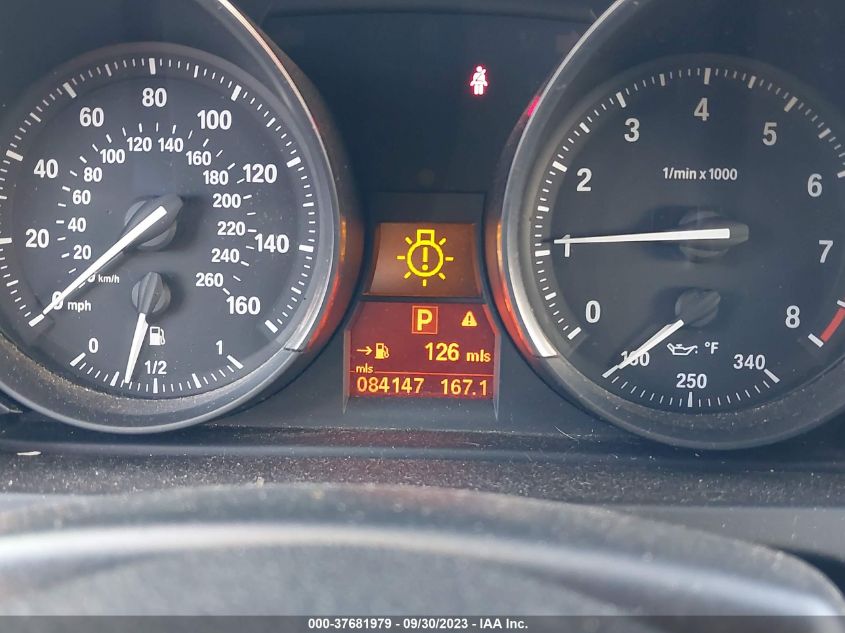 80
60
100
40
120
20
140
0 mph
160
120 140
100 160
80 180
60 200
40 220
20 240
km/h 260
0 1/2 1
P
→ 126 mls
mls
084147 167.1
1/min x 1000
0 1 2 3 4 5 6 7 8
°F
250
340
000-37681979 - 09/30/2023 - IAA Inc.